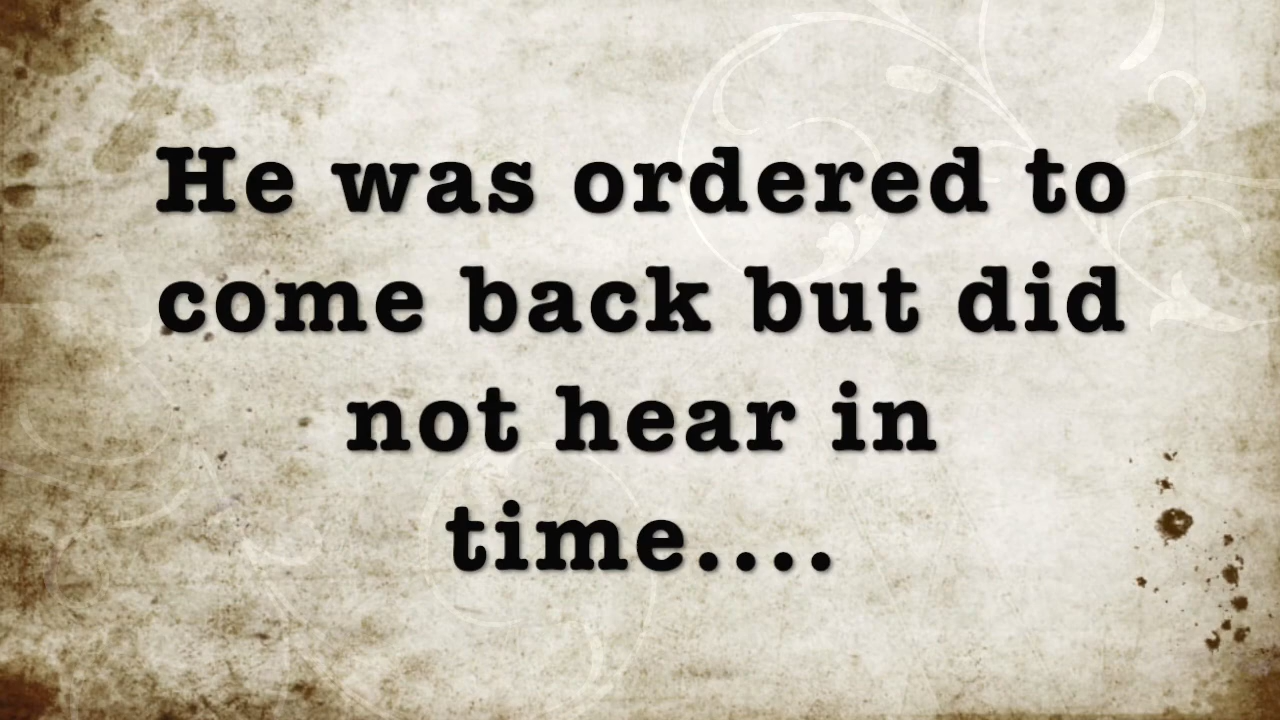 He was ordered to
come back but did
not hear in
time....